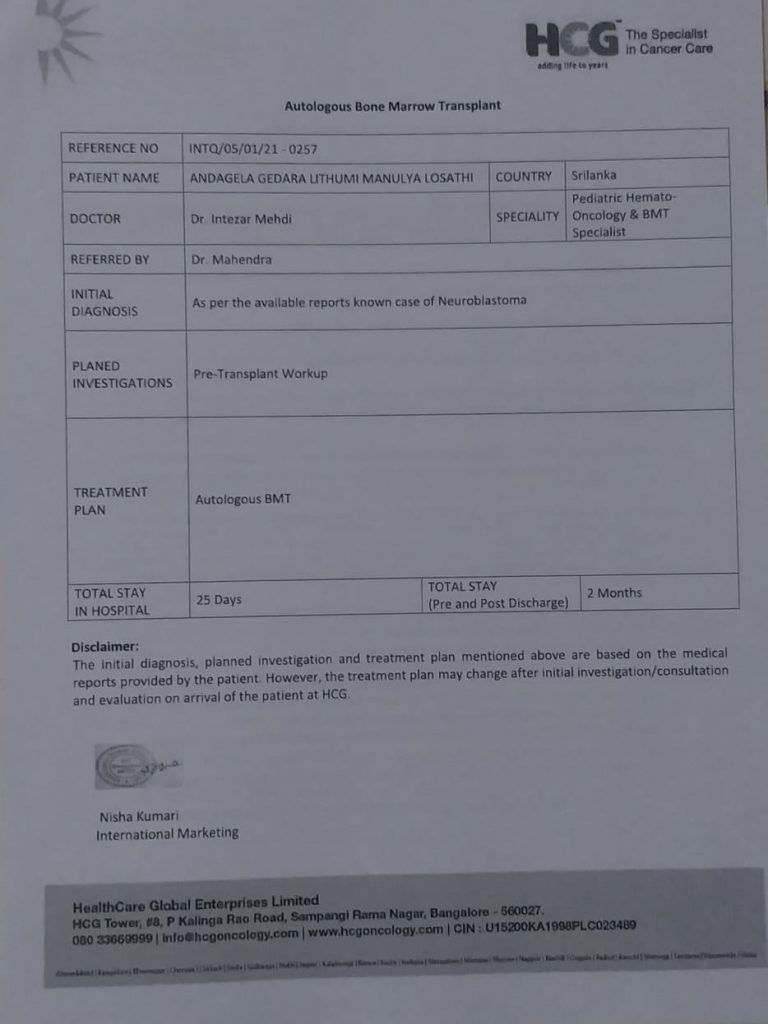 HCG The Specialist
in Cancer Care
adding life to years
Autologous Bone Marrow Transplant
REFERENCE NO INTQ/05/01/21 - 0257
PATIENT NAME ANDAGELA GEDARA LITHUMI MANULYA LOSATHI COUNTRY Srilanka
DOCTOR Dr. Intezar Mehdi SPECIALITY Pediatric Hemato-
Oncology & BMT
Specialist
REFERRED BY Dr. Mahendra
INITIAL
DIAGNOSIS As per the available reports known case of Neuroblastoma
PLANED
INVESTIGATIONS Pre-Transplant Workup
TREATMENT
PLAN Autologous BMT
TOTAL STAY
IN HOSPITAL 25 Days TOTAL STAY
(Pre and Post Discharge) 2 Months
Disclaimer:
The initial diagnosis, planned investigation and treatment plan mentioned above are based on the medical
reports provided by the patient. However, the treatment plan may change after initial investigation/consultation
and evaluation on arrival of the patient at HCG.
Nisha Kumari
International Marketing
HealthCare Global Enterprises Limited
HCG Tower, #8, P Kalinga Rao Road, Sampangi Rama Nagar, Bangalore - 560027.
080 33669999 | info@hcgoncology.com | www.hcgoncology.com | CIN : U15200KA1998PLC023489